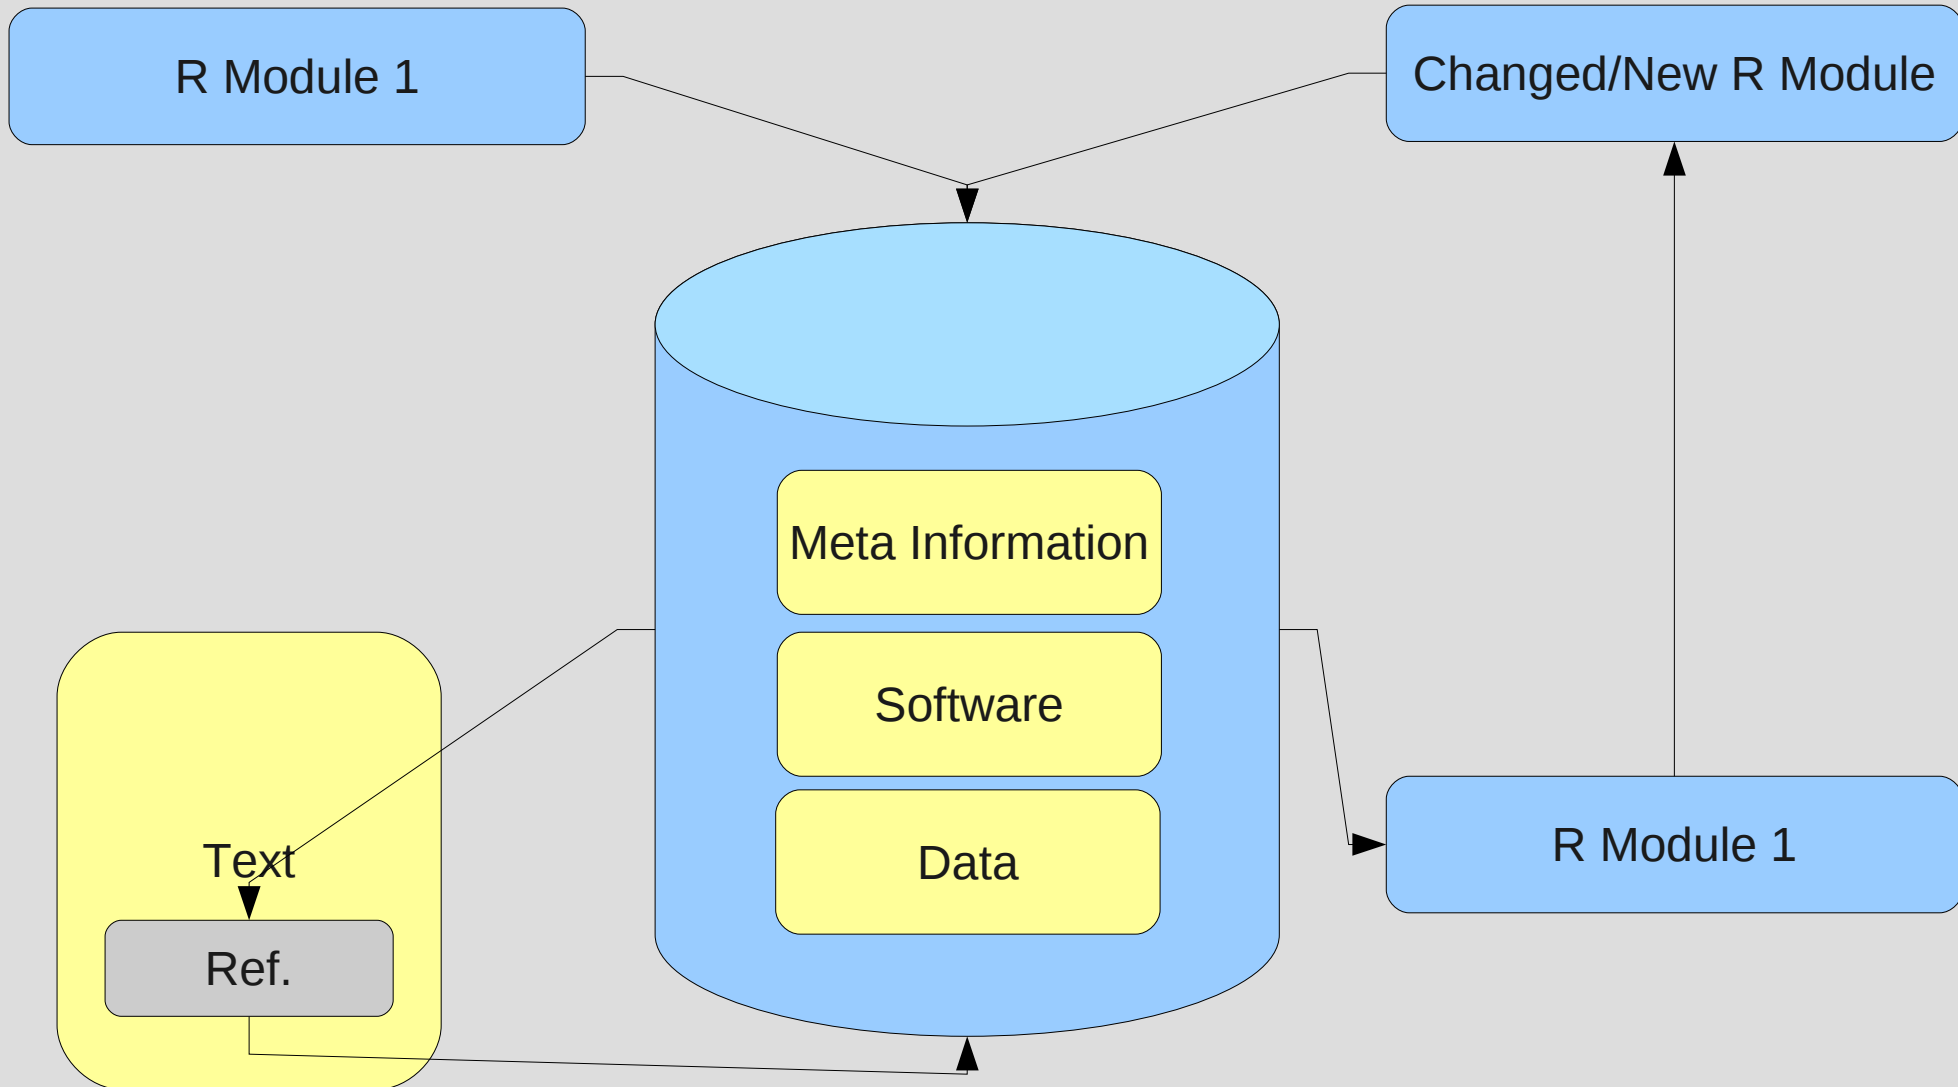 R Module 1
Changed/New R Module
Meta Information
Software
Data
Text
Ref.
R Module 1